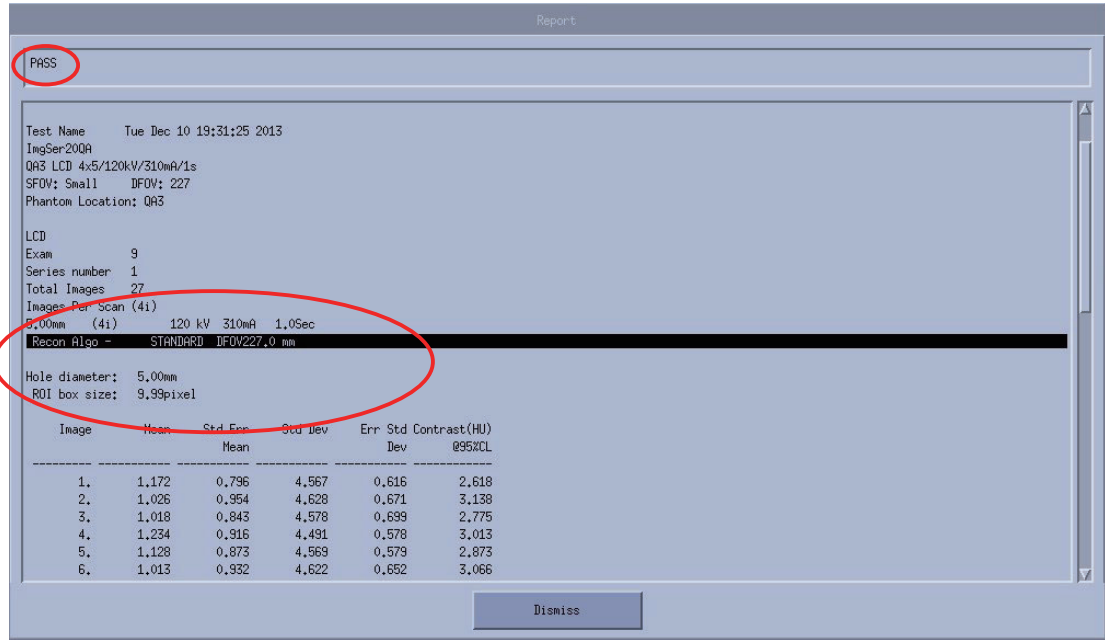 Report
PASS
Test Name Tue Dec 10 19:31:25 2013
ImgSer20QA
QA3 LCD 4x5/120kV/310mA/1s
SFOV: Small DFOV: 227
Phantom Location: QA3
LCD
Exam 9
Series number 1
Total Images 27
Images Per Scan (4i)
5.00mm (4i) 120 kV 310mA 1.0Sec
Recon Algo - STANDARD DFOV227.0 mm
Hole diameter: 5.00mm
ROI box size: 9.99pixel
Image Mean Std Err Std Dev Err Std Contrast(HU)
Mean Dev @95%CL
--------- ----------- ----------- ----------- ----------- ------------
1. 1.172 0.796 4.567 0.616 2.618
2. 1.026 0.954 4.628 0.671 3.138
3. 1.018 0.843 4.578 0.699 2.775
4. 1.234 0.916 4.491 0.578 3.013
5. 1.128 0.873 4.569 0.579 2.873
6. 1.013 0.932 4.622 0.652 3.066
Dismiss